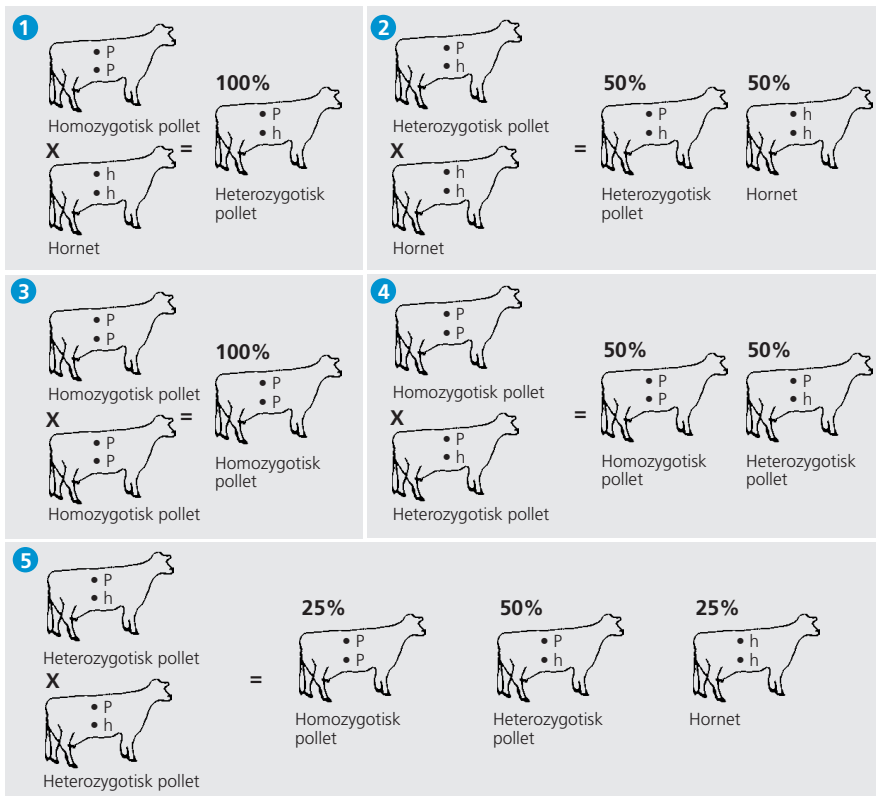 1
• P
• P
Homozygotisk pollet
X
• h
• h
Hornet
=
100%
• P
• h
Heterozygotisk
pollet
2
• P
• h
Heterozygotisk pollet
X
• h
• h
Hornet
=
50%
• P
• h
Heterozygotisk
pollet
50%
• h
• h
Hornet
3
• P
• P
Homozygotisk pollet
X
• P
• P
Homozygotisk pollet
=
100%
• P
• P
Homozygotisk
pollet
4
• P
• P
Homozygotisk pollet
X
• P
• h
Heterozygotisk pollet
=
50%
• P
• P
Homozygotisk
pollet
50%
• P
• h
Heterozygotisk
pollet
5
• P
• h
Heterozygotisk pollet
X
• P
• h
Heterozygotisk pollet
=
25%
• P
• P
Homozygotisk
pollet
50%
• P
• h
Heterozygotisk
pollet
25%
• h
• h
Hornet